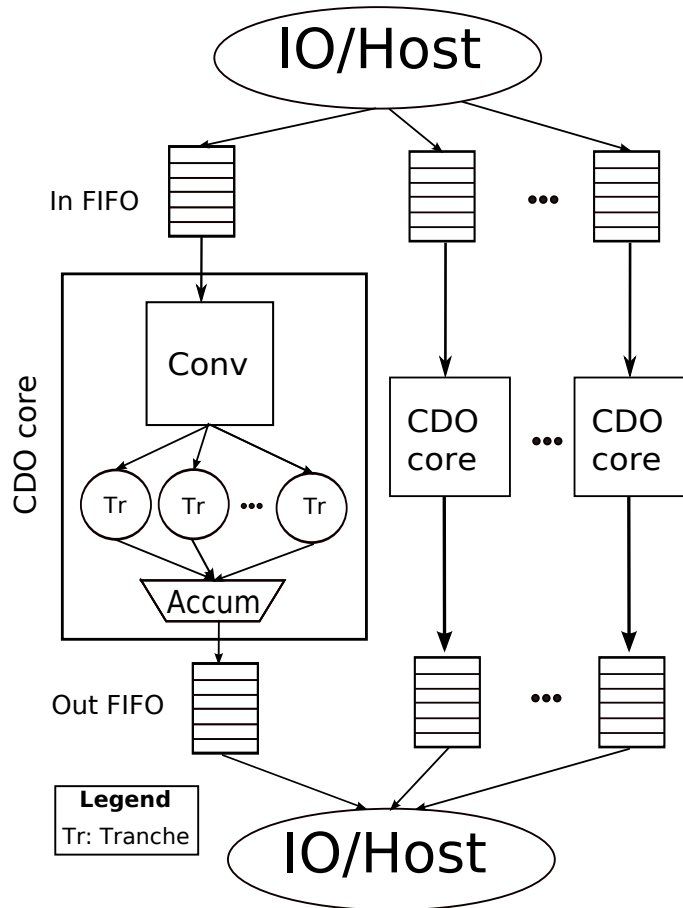 IO/Host
In FIFO
CDO core
Conv
CDO
core
CDO
core
Tr
Tr
Tr
Accum
Out FIFO
Legend
Tr: Tranche
IO/Host